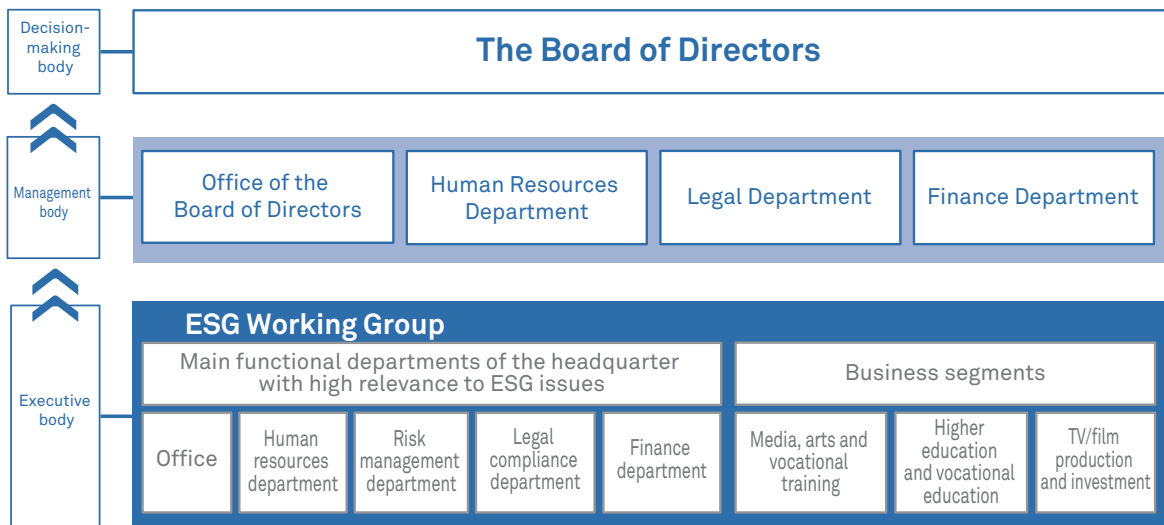 Decision-
making
body
The Board of Directors
Management
body
Office of the
Board of Directors
Human Resources
Department
Legal Department
Finance Department
Executive
body
ESG Working Group
Main functional departments of the headquarter
with high relevance to ESG issues
Business segments
Office
Human
resources
department
Risk
management
department
Legal
compliance
department
Finance
department
Media, arts and
vocational
training
Higher
education
and vocational
education
TV/film
production
and investment